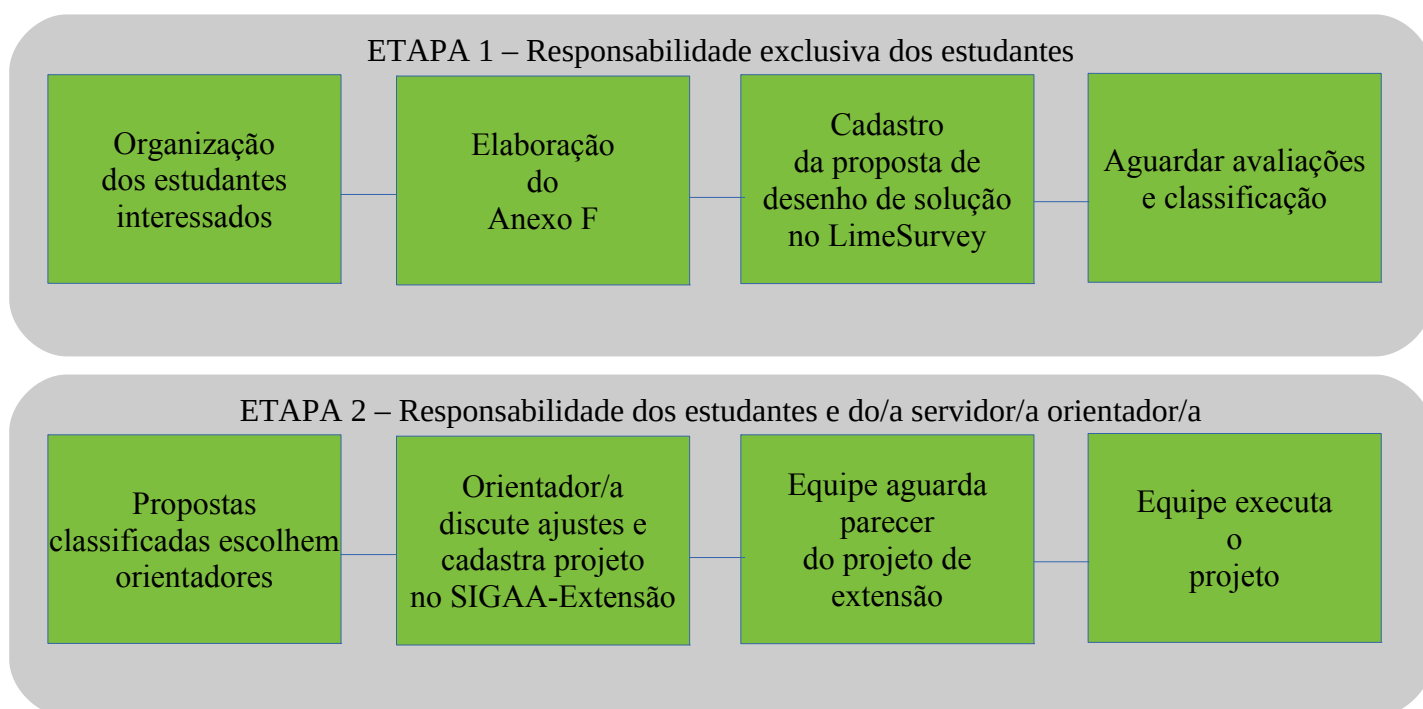 ETAPA 1 – Responsabilidade exclusiva dos estudantes
Organização
dos estudantes
interessados
Elaboração
do
Anexo F
Cadastro
da proposta de
desenho de solução
no LimeSurvey
Aguardar avaliações
e classificação
ETAPA 2 – Responsabilidade dos estudantes e do/a servidor/a orientador/a
Propostas
classificadas escolhem
orientadores
Orientador/a
discute ajustes e
cadastra projeto
no SIGAA-Extensão
Equipe aguarda
parecer
do projeto de
extensão
Equipe executa
o
projeto